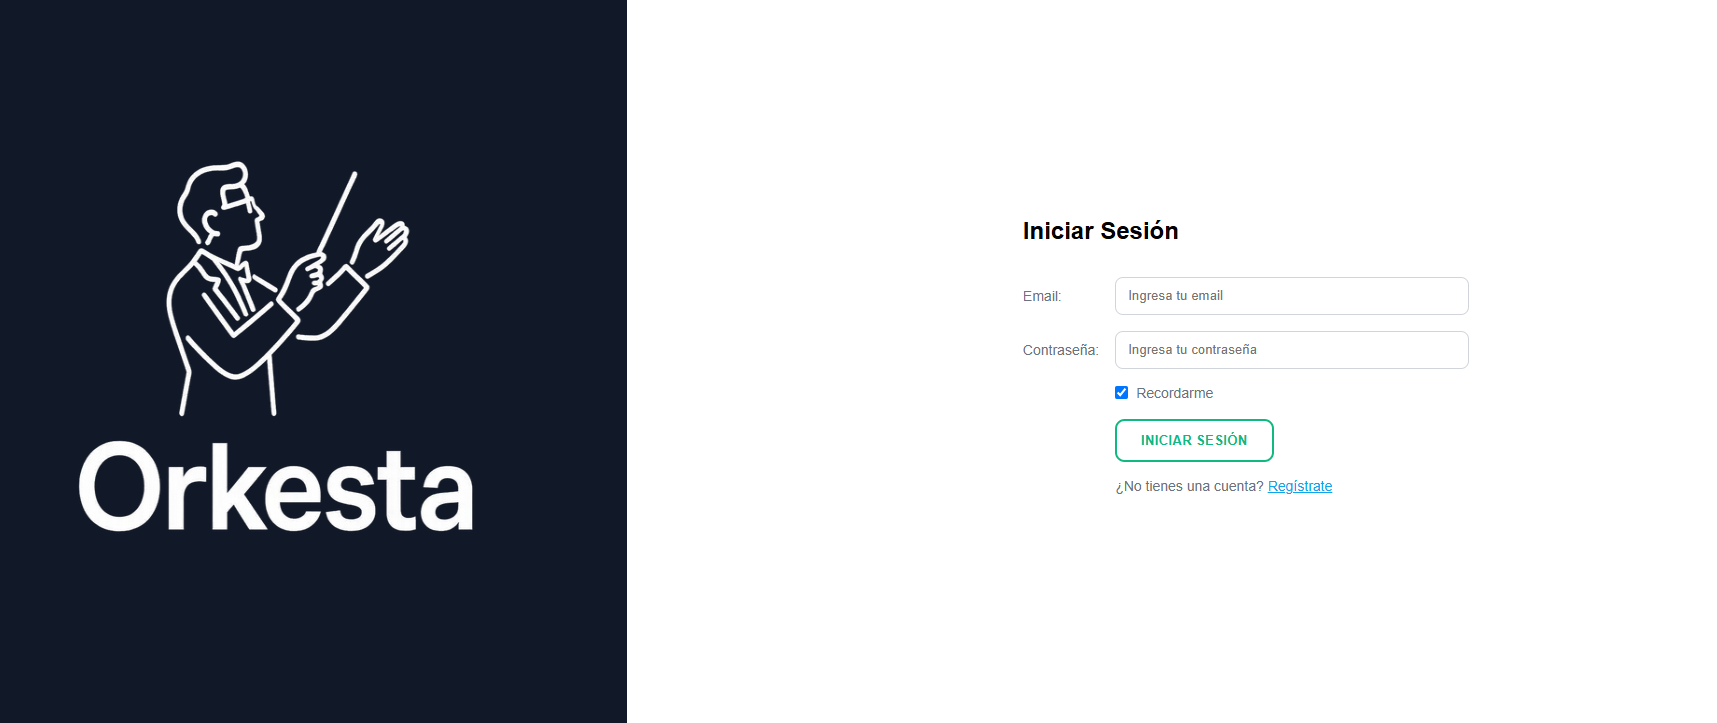 Orkesta
Iniciar Sesión
Email:
Ingresa tu email
Contraseña:
Ingresa tu contraseña
Recordarme
INICIAR SESIÓN
¿No tienes una cuenta? Regístrate